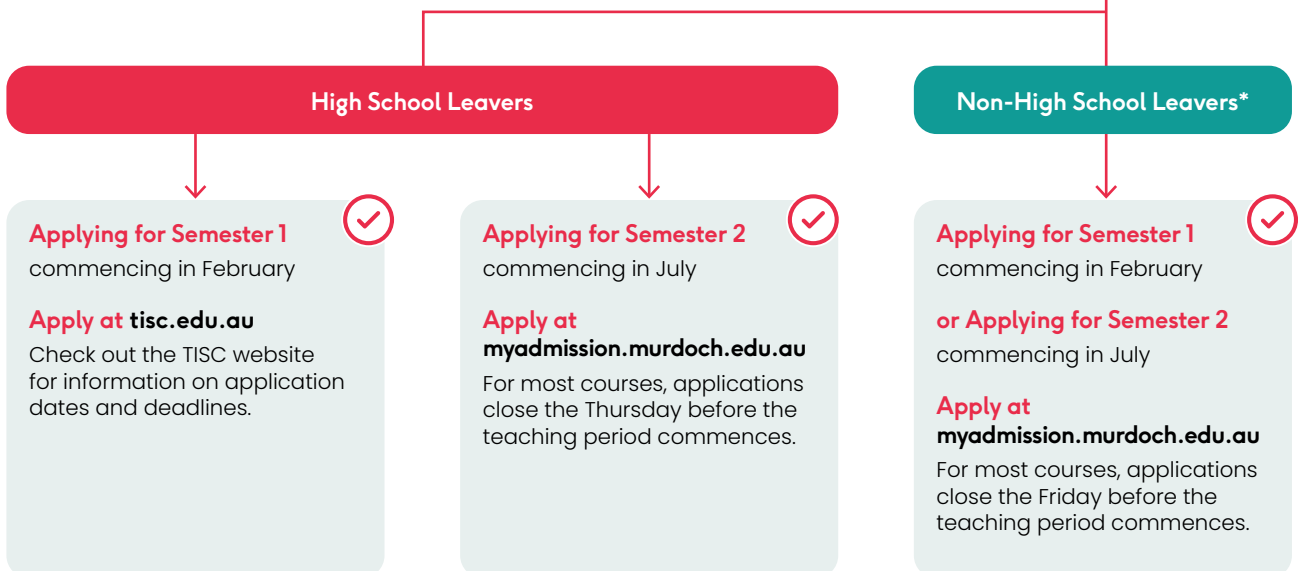 High School Leavers
Non-High School Leavers*
Applying for Semester 1
commencing in February
Apply at tisc.edu.au
Check out the TISC website
for information on application
dates and deadlines.
Applying for Semester 2
commencing in July
Apply at
myadmission.murdoch.edu.au
For most courses, applications
close the Thursday before the
teaching period commences.
Applying for Semester 1
commencing in February
or Applying for Semester 2
commencing in July
Apply at
myadmission.murdoch.edu.au
For most courses, applications
close the Friday before the
teaching period commences.